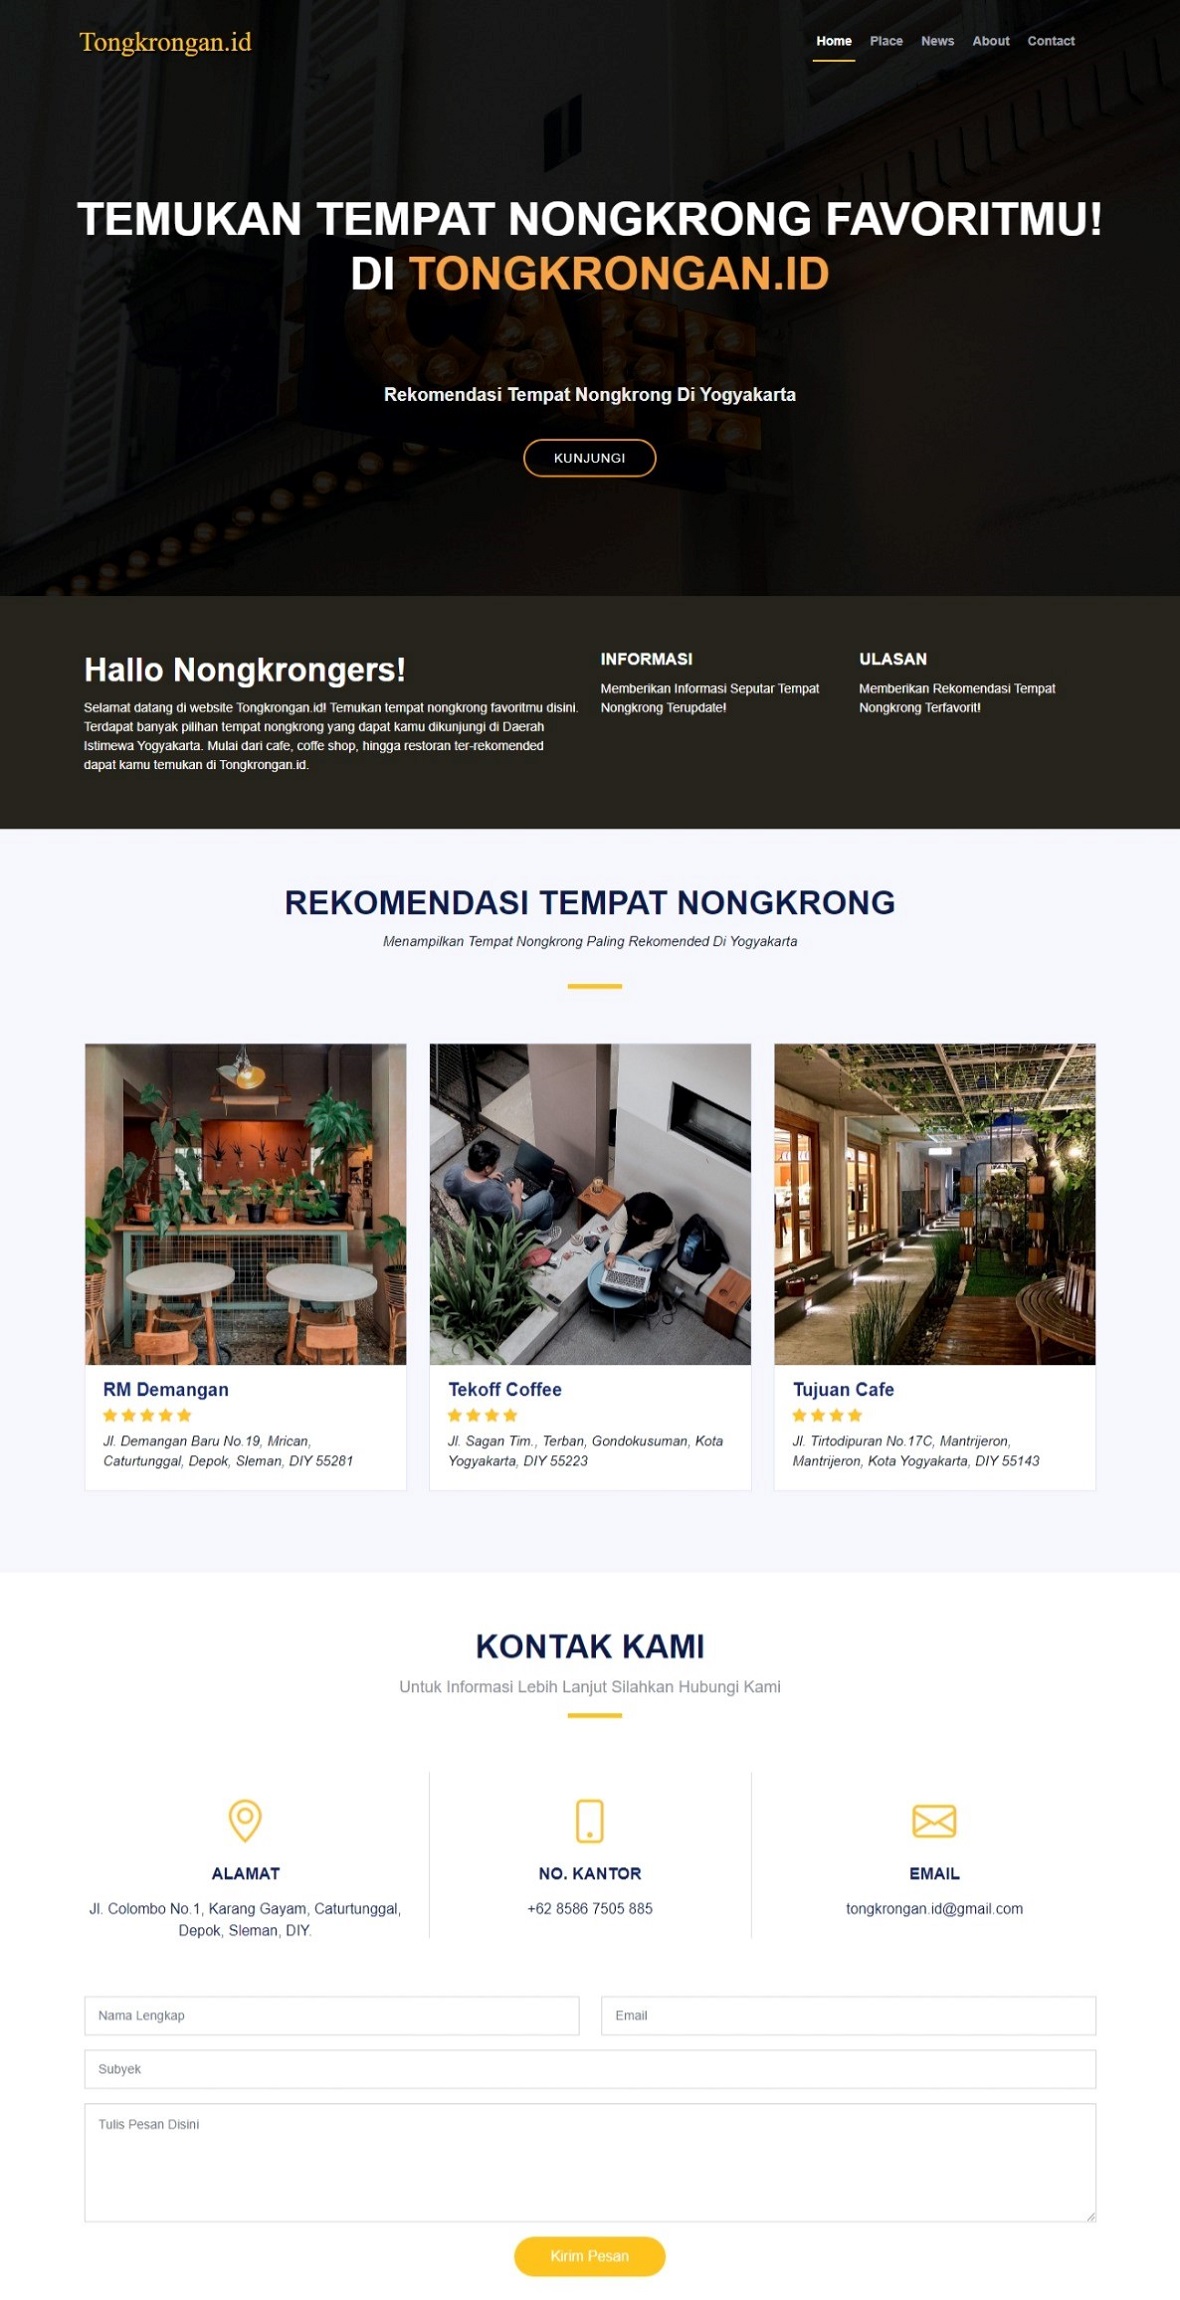 Tongkrongan.id
Home Place News About Contact
TEMUKAN TEMPAT NONGKRONG FAVORITMU!
DI TONGKRONGAN.ID
CAFE
Rekomendasi Tempat Nongkrong Di Yogyakarta
KUNJUNGI
Hallo Nongkrongers!
Selamat datang di website Tongkrongan.id! Temukan tempat nongkrong favoritmu disini.
Terdapat banyak pilihan tempat nongkrong yang dapat kamu dikunjungi di Daerah
Istimewa Yogyakarta. Mulai dari cafe, coffe shop, hingga restoran ter-rekomended
dapat kamu temukan di Tongkrongan.id.
INFORMASI
Memberikan Informasi Seputar Tempat
Nongkrong Terupdate!
ULASAN
Memberikan Rekomendasi Tempat
Nongkrong Terfavorit!
REKOMENDASI TEMPAT NONGKRONG
Menampilkan Tempat Nongkrong Paling Rekomended Di Yogyakarta
RM Demangan
Jl. Demangan Baru No.19, Mrican,
Caturtunggal, Depok, Sleman, DIY 55281
Tekoff Coffee
Jl. Sagan Tim., Terban, Gondokusuman, Kota
Yogyakarta, DIY 55223
Tujuan Cafe
Jl. Tirtodipuran No.17C, Mantrijeron,
Mantrijeron, Kota Yogyakarta, DIY 55143
KONTAK KAMI
Untuk Informasi Lebih Lanjut Silahkan Hubungi Kami
ALAMAT
Jl. Colombo No.1, Karang Gayam, Caturtunggal,
Depok, Sleman, DIY.
NO. KANTOR
+62 8586 7505 885
EMAIL
tongkrongan.id@gmail.com
Nama Lengkap
Email
Subyek
Tulis Pesan Disini
Kirim Pesan